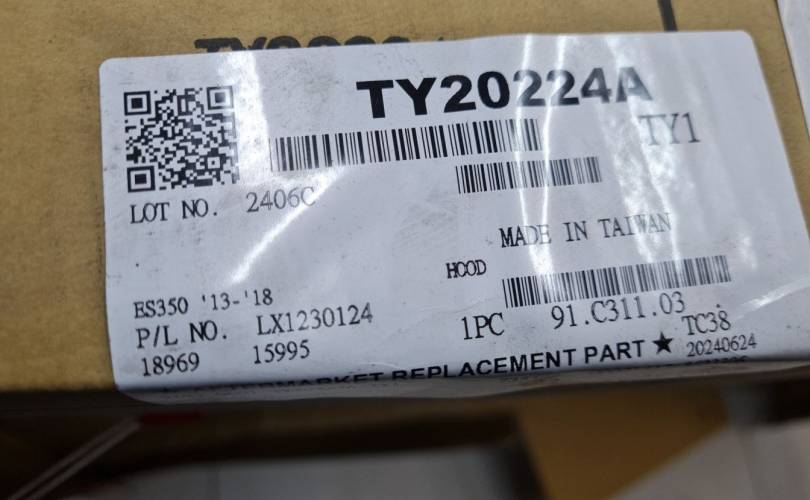 TY20224A
TY1
LOT NO. 2406C
MADE IN TAIWAN
HOOD
ES350 '13-'18
P/L NO. LX1230124
1PC 91.C311.03
TC38
18969 15995
REPLACEMENT PART ★ 20240624